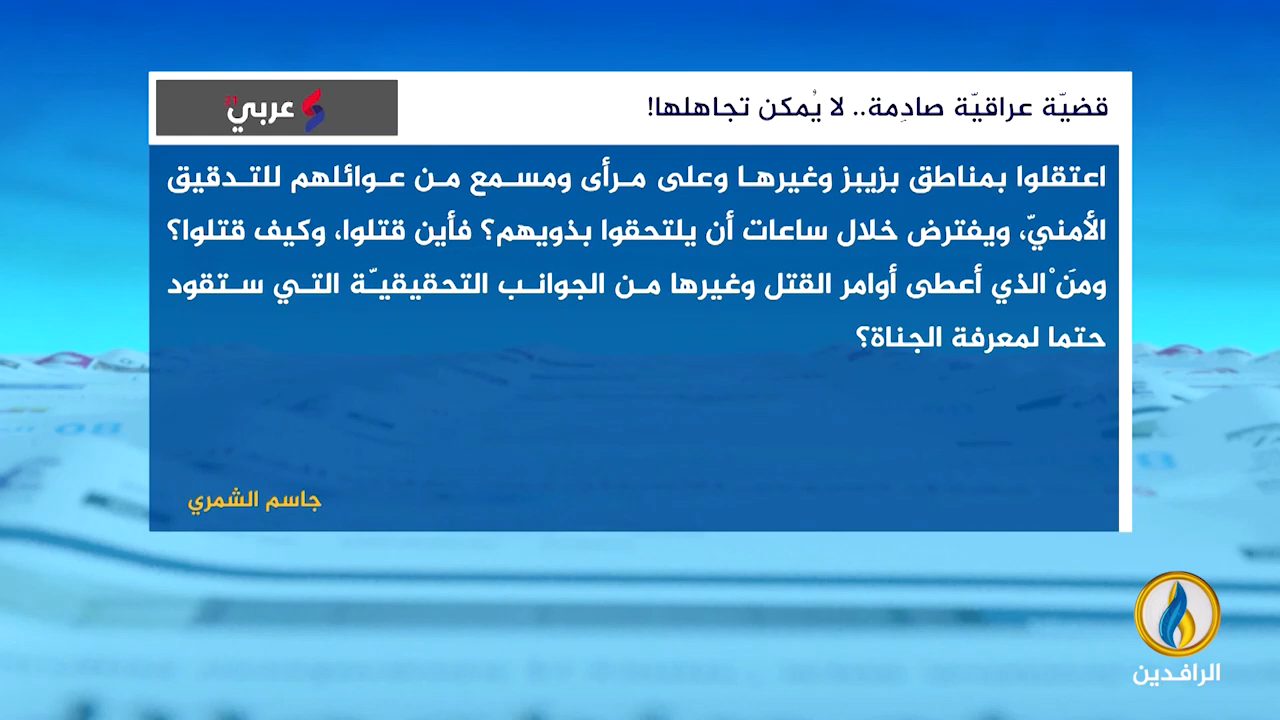 قضيّة عراقيّة صادِمة.. لا يُمكن تجاهلها!
عربي21
اعتقلوا بمناطق بزيبز وغيرها وعلى مرأى ومسمع من عوائلهم للتدقيق
الأمنيّ، ويفترض خلال ساعات أن يلتحقوا بذويهم؟ فأين قتلوا، وكيف قتلوا؟
ومَنْ الذي أعطى أوامر القتل وغيرها من الجوانب التحقيقيّة التي ستقود
حتما لمعرفة الجناة؟
جاسم الشمري
الرافدين